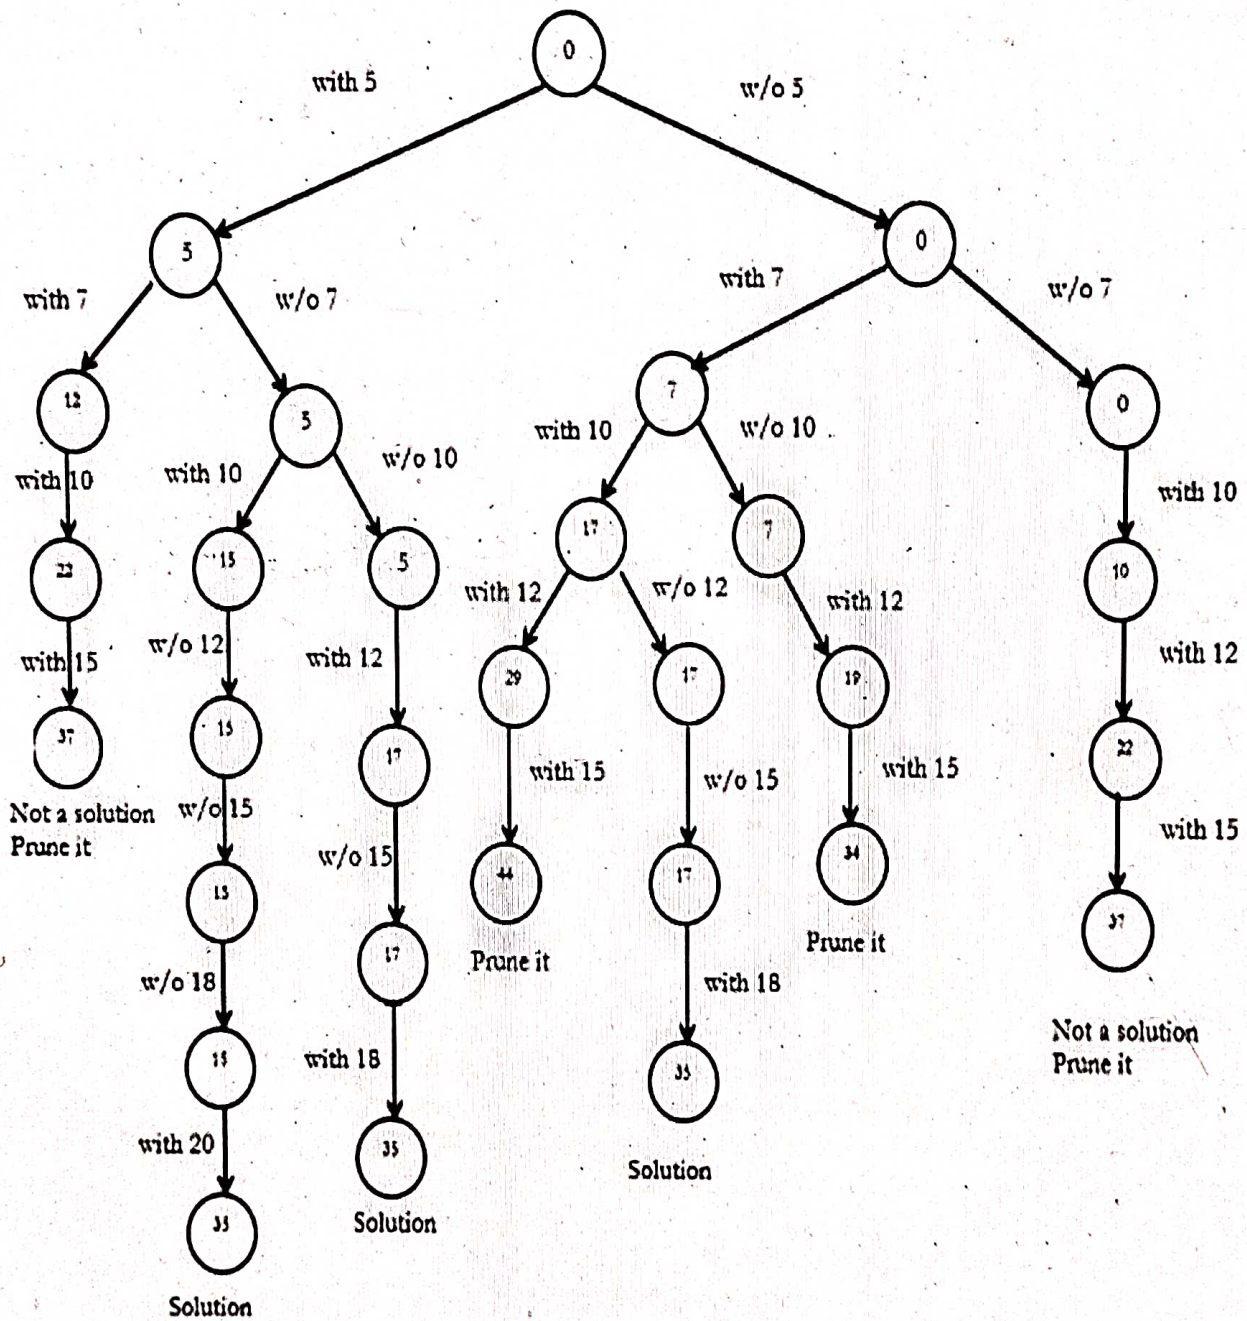 0
with 5
w/o 5
5
0
with 7
w/o 7
with 7
w/o 7
12
5
7
0
with 10
with 10
w/o 10
with 10
w/o 10
with 10
22
15
5
17
7
10
with 15
w/o 12
with 12
with 12
w/o 12
with 12
with 12
37
15
17
29
17
19
22
Not a solution
Prune it
w/o 15
w/o 15
with 15
w/o 15
with 15
with 15
15
17
44
17
34
37
Prune it
Prune it
w/o 18
with 18
with 18
Not a solution
Prune it
15
35
35
with 20
Solution
Solution
35
Solution